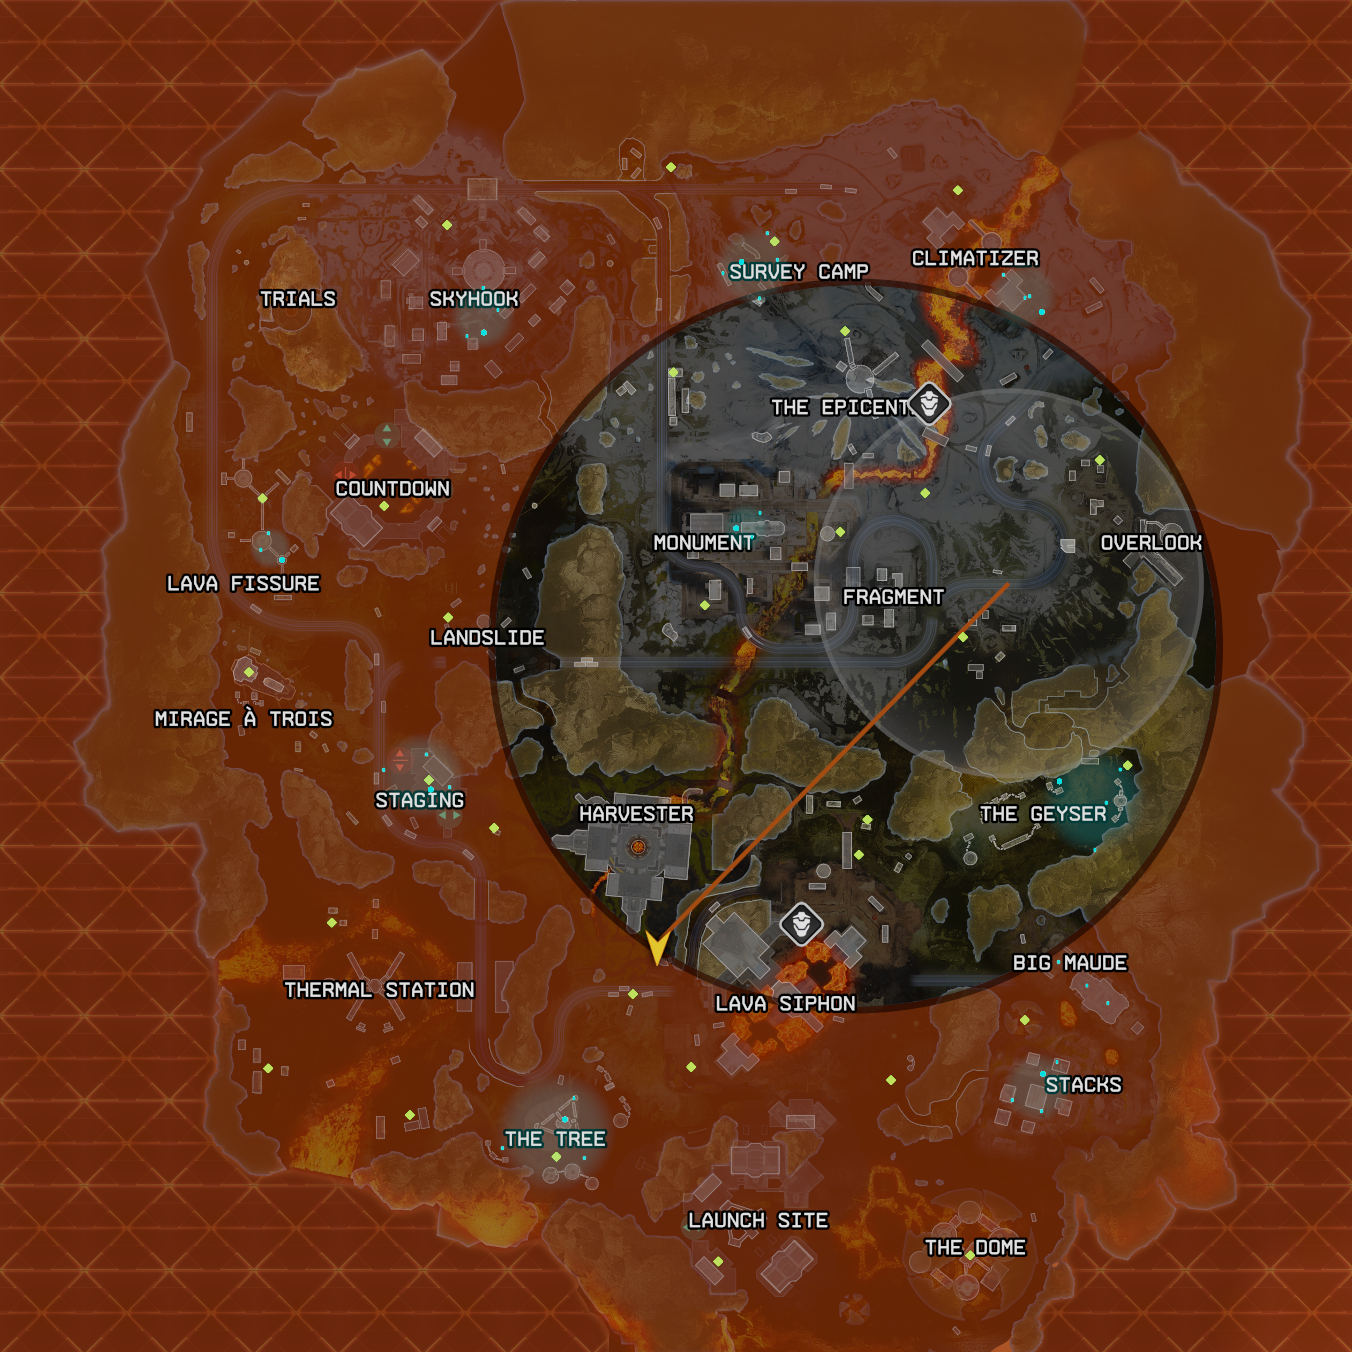 CLIMATIZER
SURVEY CAMP
TRIALS
SKYHOOK
THE EPICENT
COUNTDOWN
MONUMENT
OVERLOOK
LAVA FISSURE
FRAGMENT
LANDSLIDE
MIRAGE À TROIS
STAGING
HARVESTER
THE GEYSER
BIG MAUDE
THERMAL STATION
LAVA SIPHON
STACKS
THE TREE
LAUNCH SITE
THE DOME